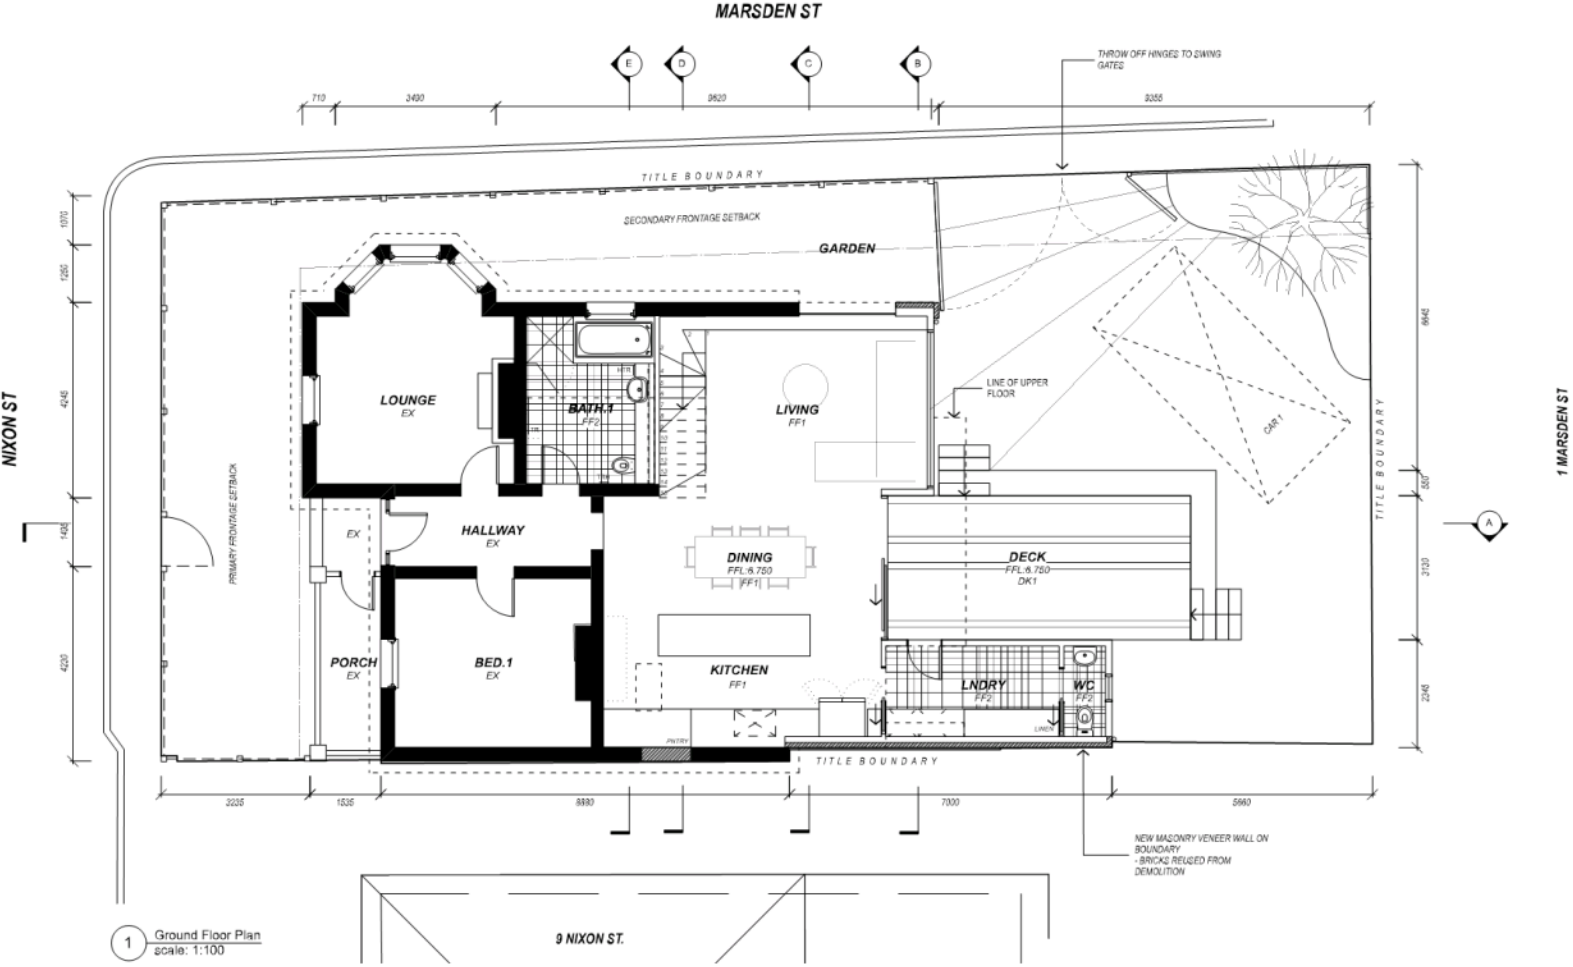 MARSDEN ST
E
D
C
B
THROW OFF HINGES TO SWING
GATES
710
3490
9620
9355
TITLE BOUNDARY
SECONDARY FRONTAGE SETBACK
GARDEN
1070
1250
4245
1495
4220
NIXON ST
PRIMARY FRONTAGE SETBACK
LOUNGE
EX
BATH.1
FF2
HTR
TR
LIVING
FF1
LINE OF UPPER
FLOOR
CAR 1
TITLE BOUNDARY
6645
550
3120
2345
1 MARSDEN ST
A
EX
HALLWAY
EX
DINING
FFL:6.750
FF1
DECK
FFL:6.750
DK1
PORCH
EX
BED.1
EX
KITCHEN
FF1
LNDRY
FF2
WC
FF2
PNTRY
LINEN
TITLE BOUNDARY
3235
1535
7000
5660
NEW MASONRY VENEER WALL ON
BOUNDARY
- BRICKS REUSED FROM
DEMOLITION
9 NIXON ST.
1
Ground Floor Plan
scale: 1:100